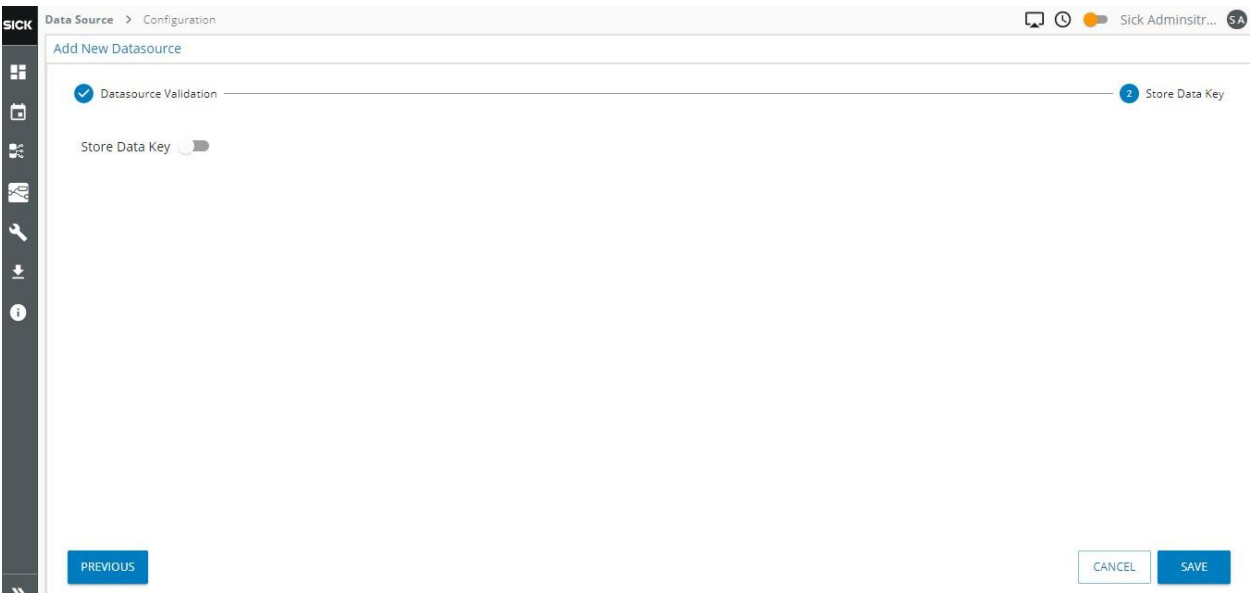 SICK
Data Source > Configuration
Sick Adminsitr... SA
Add New Datasource
Datasource Validation
2 Store Data Key
Store Data Key
PREVIOUS
CANCEL
SAVE